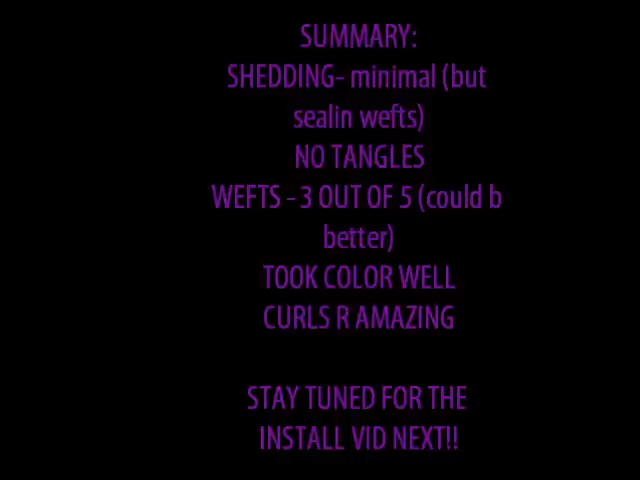 SUMMARY:
SHEDDING- minimal (but
sealin wefts)
NO TANGLES
WEFTS - 3 OUT OF 5 (could b
better)
TOOK COLOR WELL
CURLS R AMAZING
STAY TUNED FOR THE
INSTALL VID NEXT!!